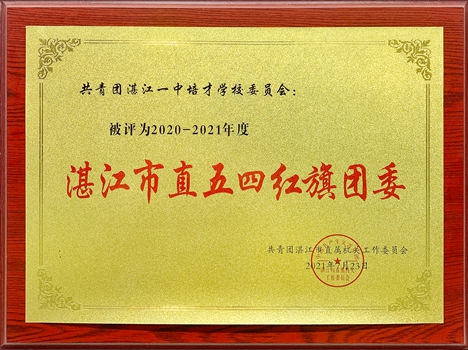 共青团湛江一中培才学校委员会：
被评为2020-2021年度
湛江市直五四红旗团委
共青团湛江市直属机关工作委员会
2021年7月23日